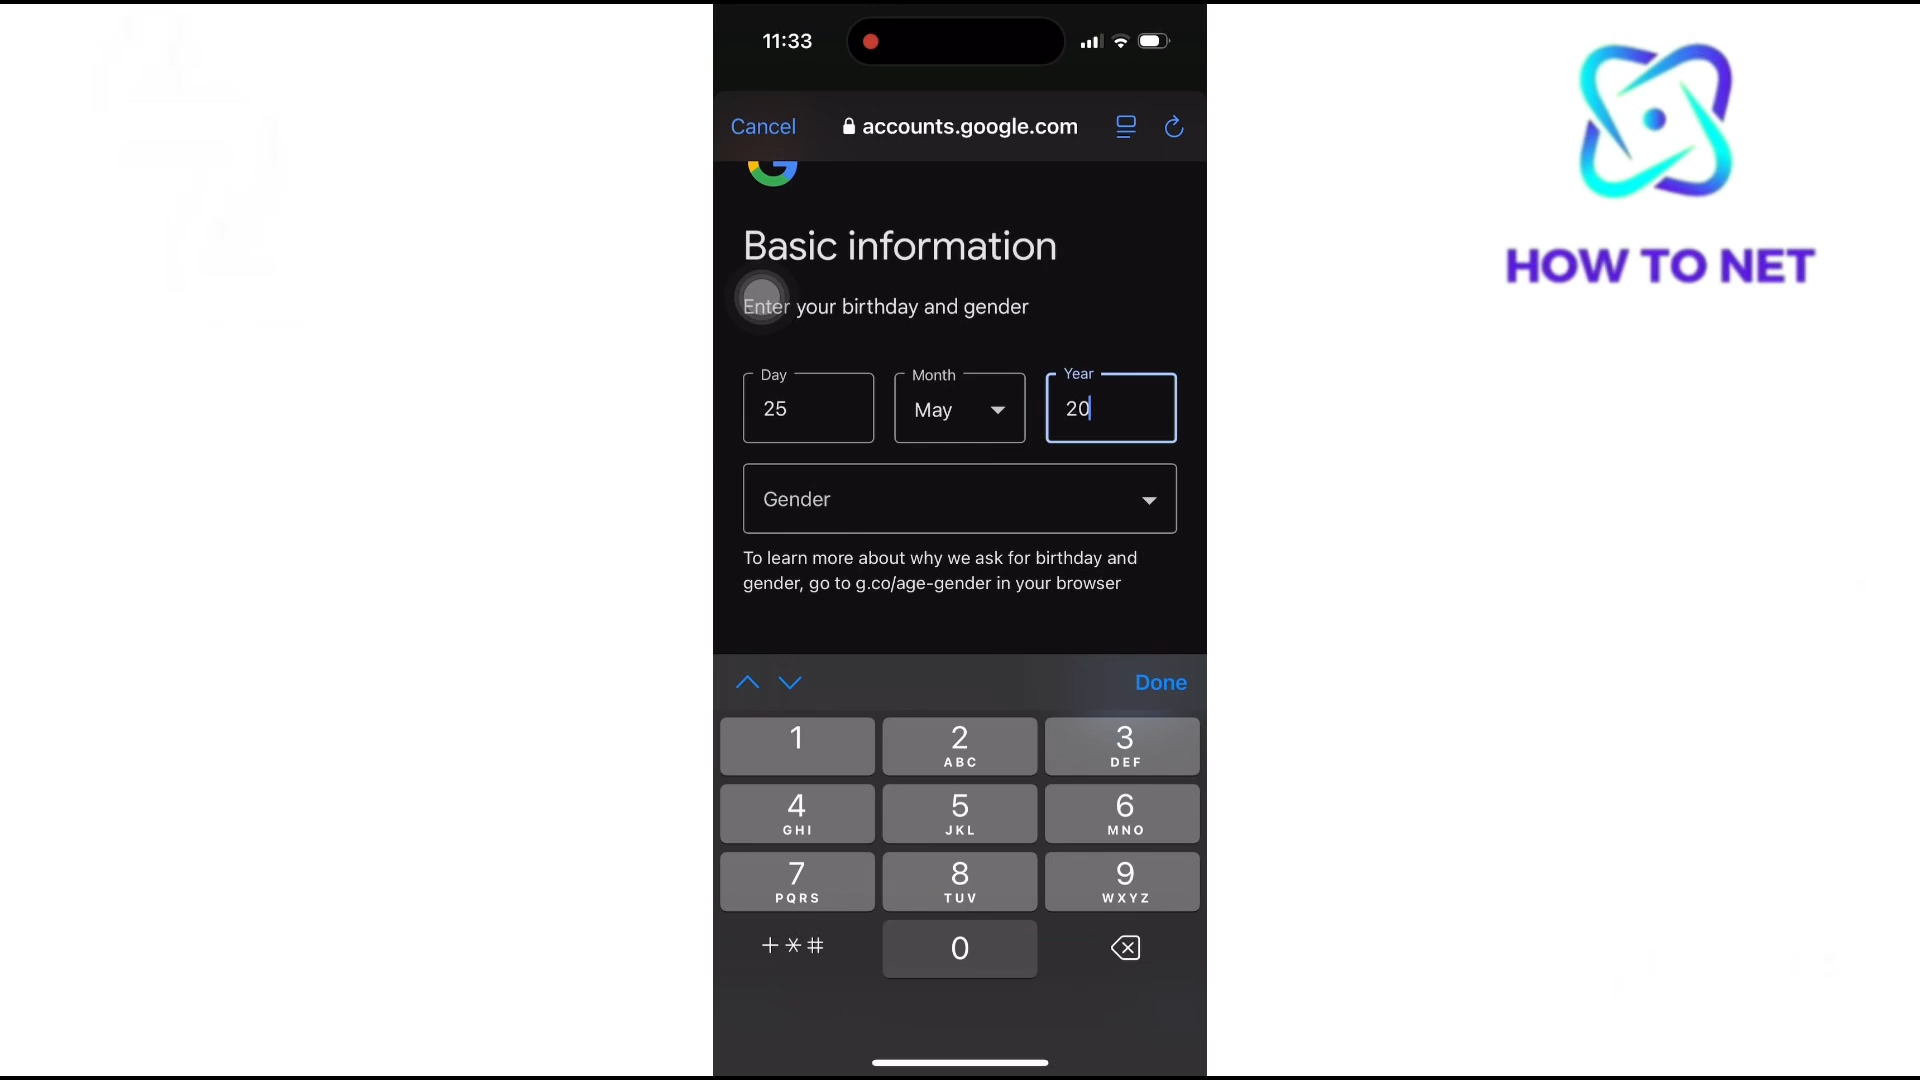 11:33
Cancel
accounts.google.com
HOW TO NET
Basic information
Enter your birthday and gender
Day
Month
Year
25
May
20
Gender
To learn more about why we ask for birthday and
gender, go to g.co/age-gender in your browser
Done
1
2
3
ABC
DEF
4
5
6
GHI
JKL
MNO
7
8
9
PQRS
TUV
WXYZ
+*#
0